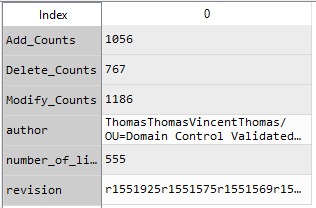 Index 0
Add_Counts 1056
Delete_Counts 767
Modify_Counts 1186
author ThomasThomasVincentThomas/
OU=Domain Control Validated…
number_of_li… 555
revision r1551925r1551575r1551569r15…